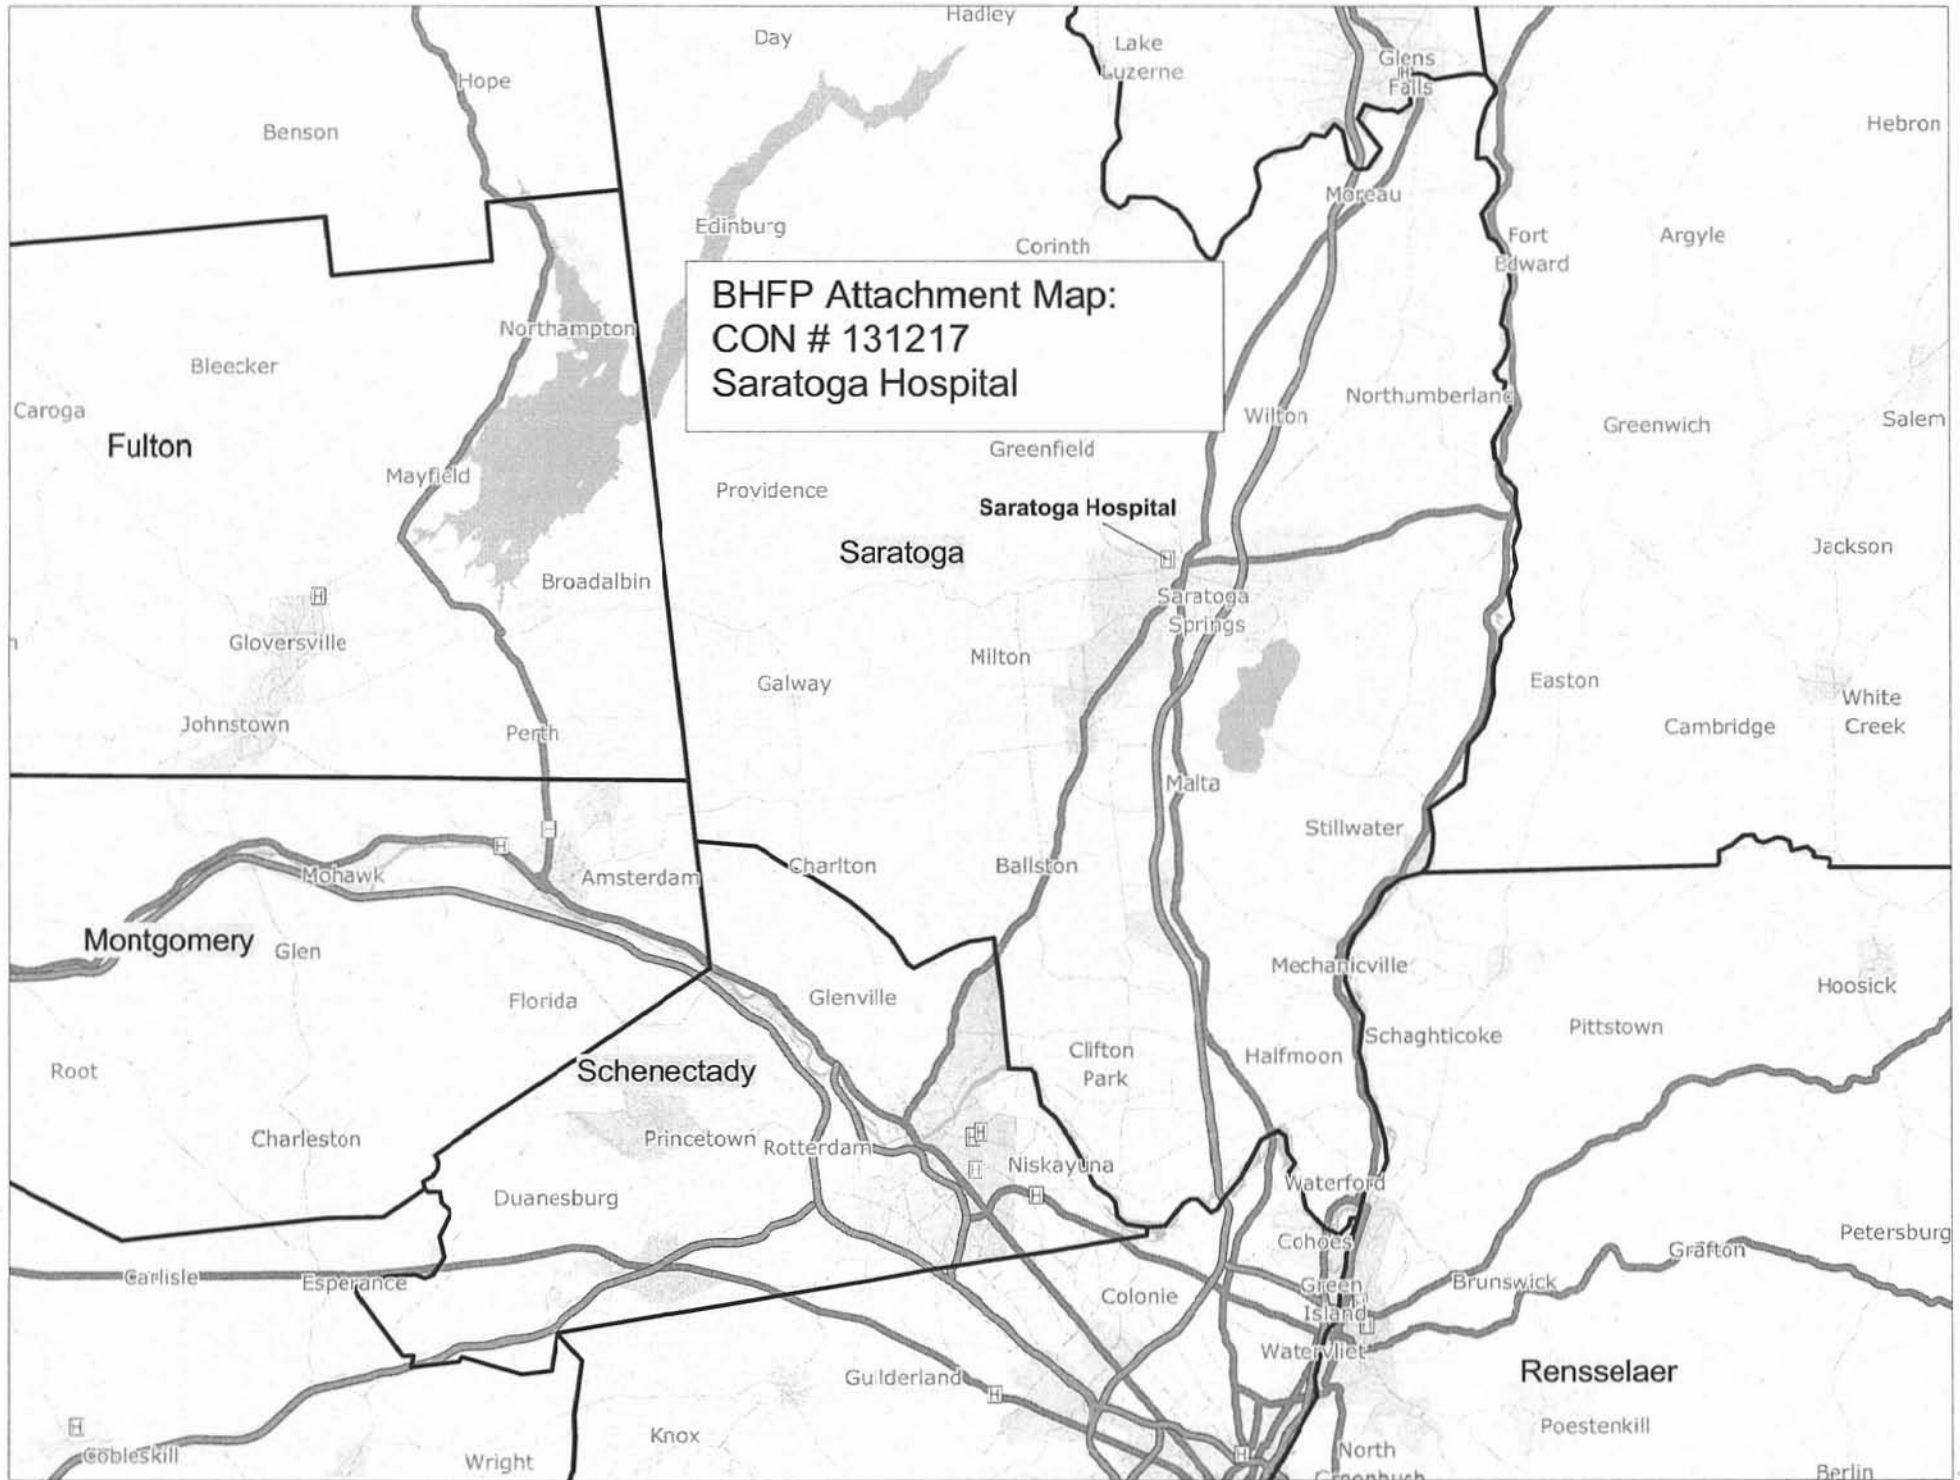 Hadley
Day
Lake
Luzerne
Glens
Falls
Hope
Benson
Hebron
Moreau
Edinburg
Corinth
Fort
Edward
Argyle
BHFP Attachment Map:
CON # 131217
Saratoga Hospital
Northampton
Bleecker
Caroga
Fulton
Mayfield
Wilton
Northumberland
Greenwich
Salem
Greenfield
Providence
Saratoga Hospital
Saratoga
H
Jackson
Broadalbin
H
Saratoga
Springs
Gloversville
Milton
Galway
Easton
White
Creek
Johnstown
Perth
Cambridge
Malta
Stillwater
H
Mohawk
Amsterdam
Charlton
Ballston
Montgomery
Glen
Mechanicville
Hoosick
Florida
Glenville
Schaghticoke
Pittstown
Root
Schenectady
Clifton
Park
Halfmoon
Charleston
Princetown
Rotterdam
H
H
H
Niskayuna
H
Duanesburg
Waterford
Cohoes
Petersburg
Grafton
Carlisle
Esperance
Colonie
Green
Island
Brunswick
Watervliet
Guilderland
H
Rensselaer
H
Cobleskill
Wright
Knox
H
Poestenkill
North
Greenbush
Berlin